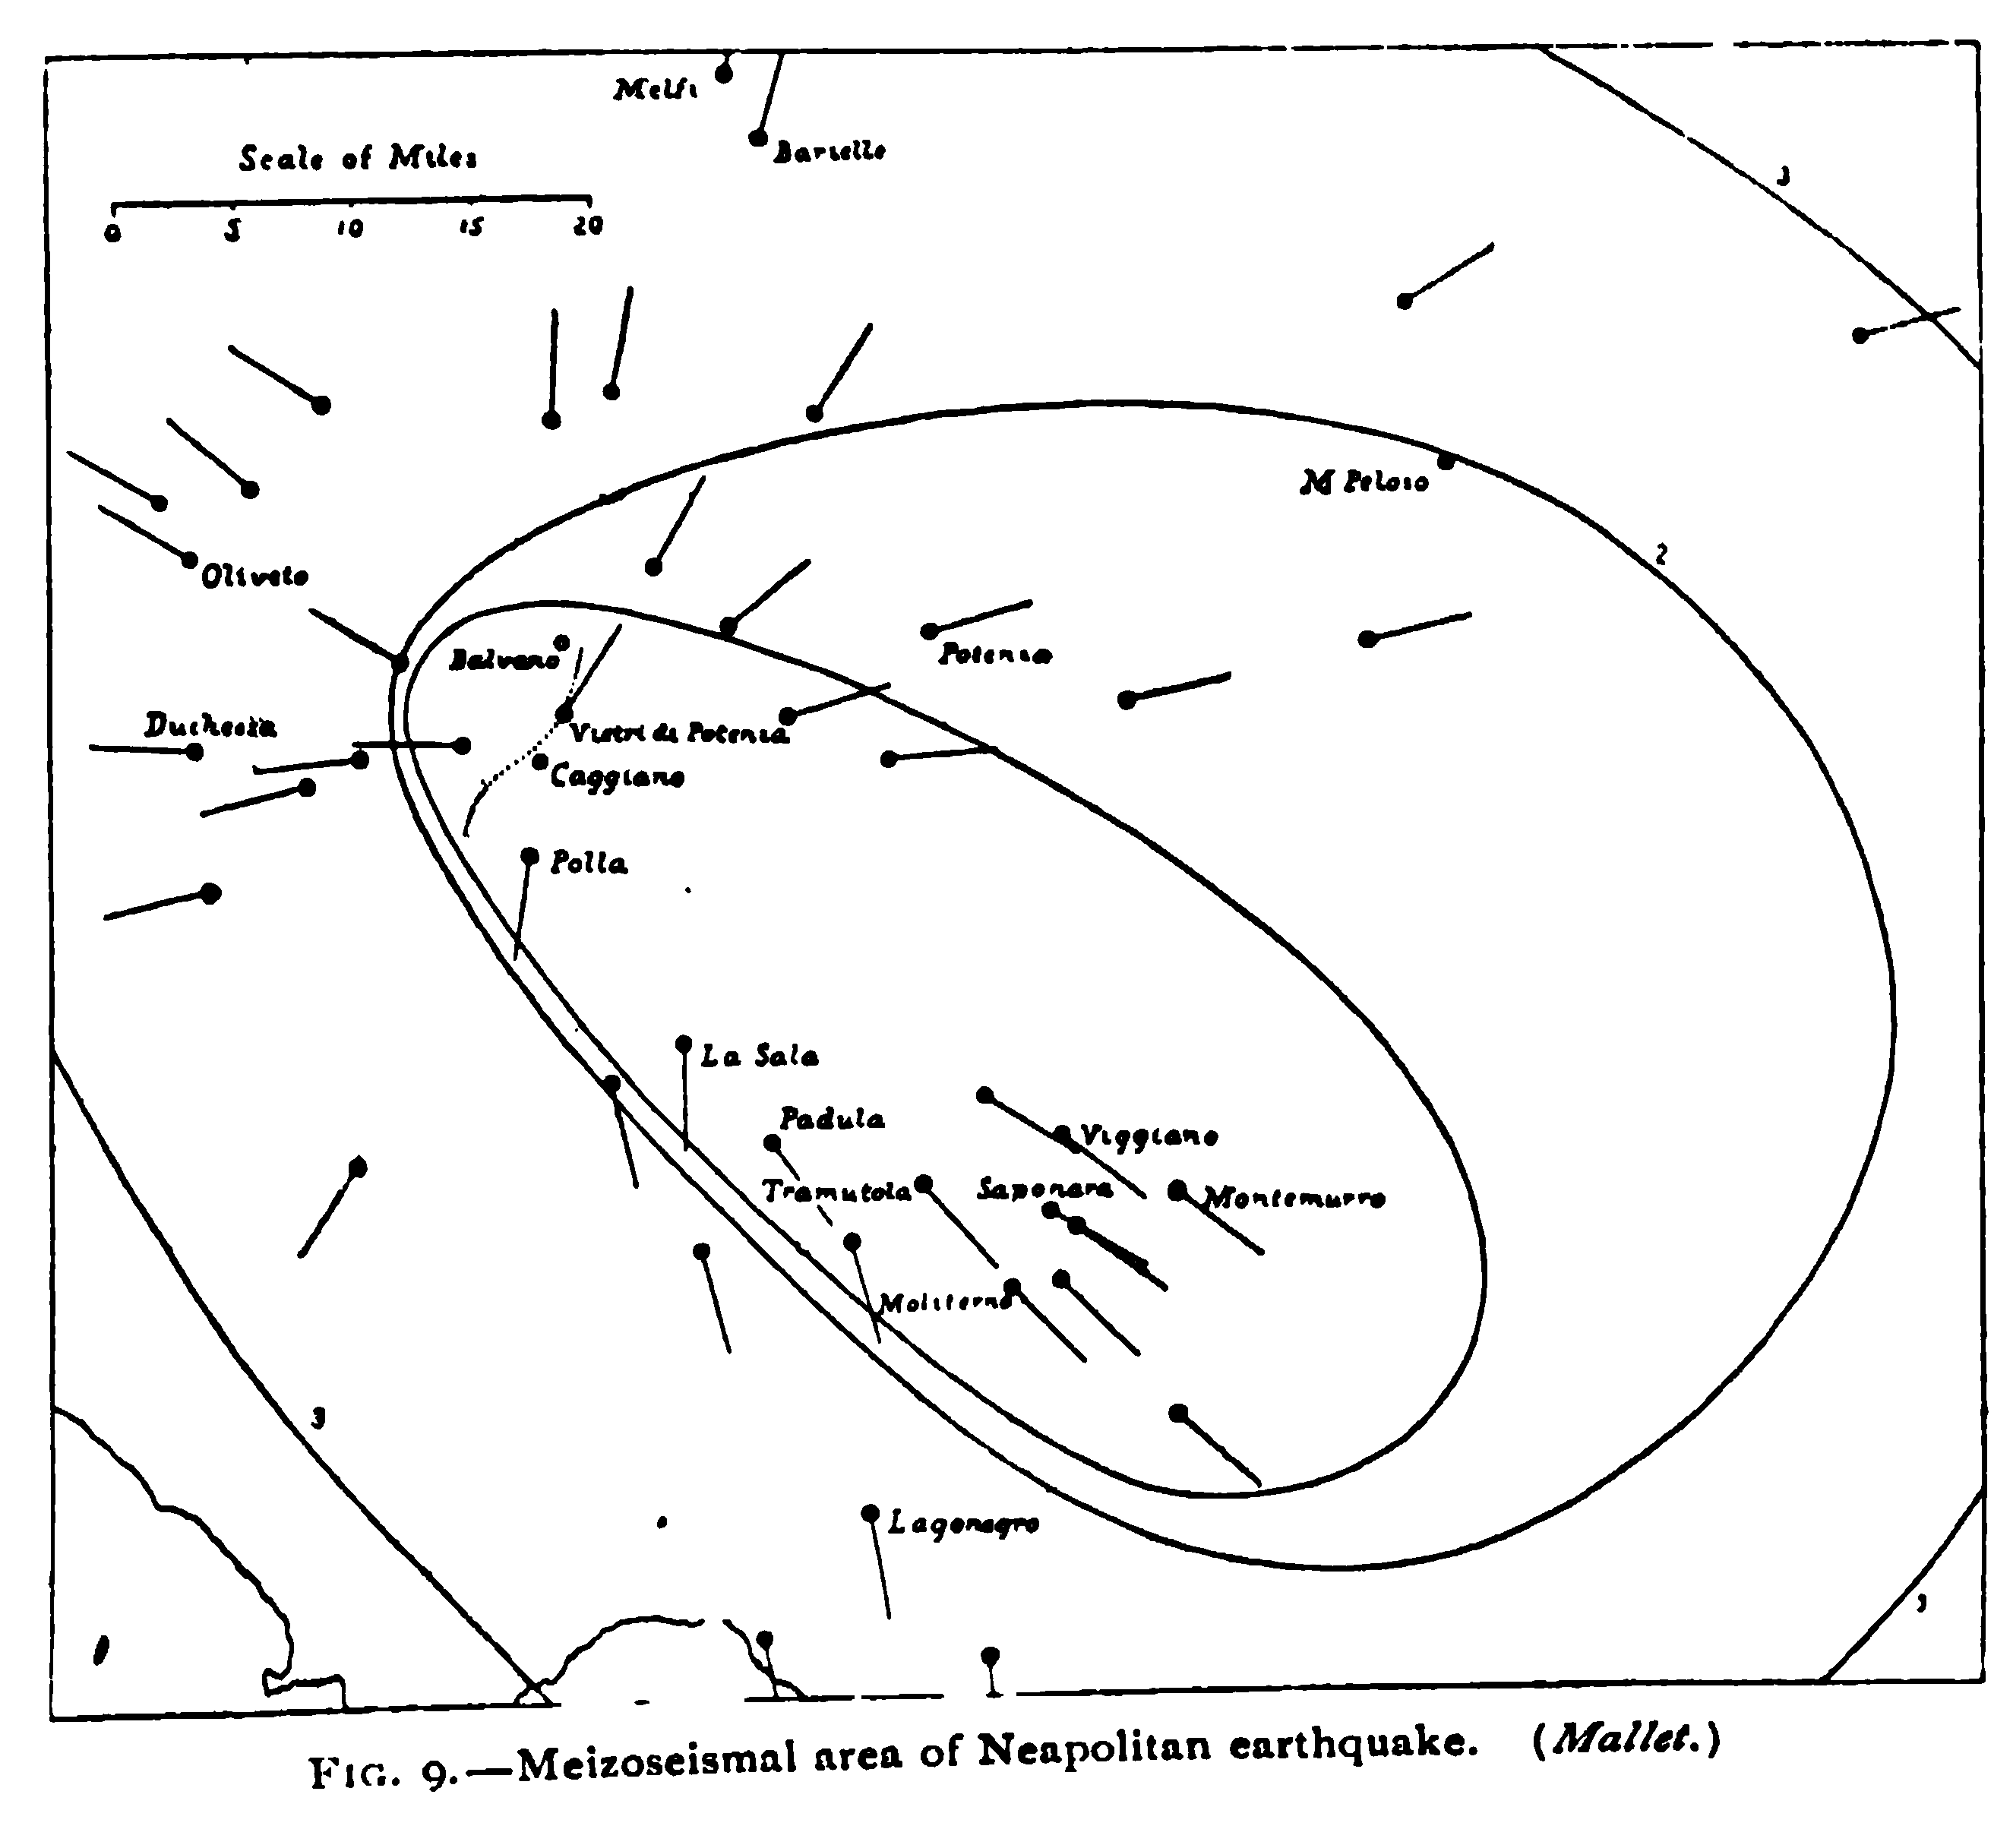 Melfi
Barielle
Scale of Miles
0 5 10 15 20
3
M Peloso
2
Oliveto
Balvano
Potenza
Duchessa
Vietri di Potenza
Caggiano
Polla
La Sala
Padula
Viggiano
Tramutola
Saponara
Montemurro
Moliterno
3
Lagonegro
FIG. 9.—Meizoseismal area of Neapolitan earthquake. (Mallet.)